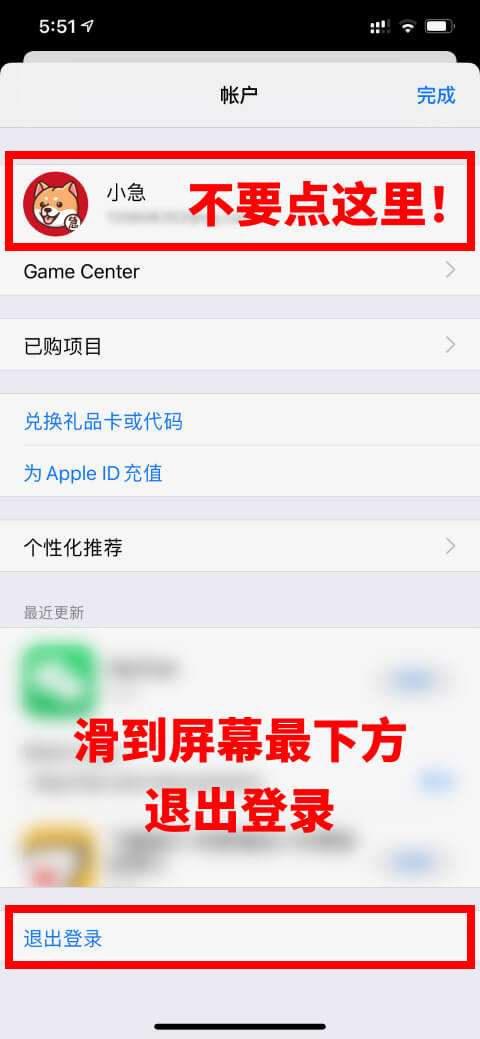 5:51
帐户
完成
小急
不要点这里！
急
Game Center
已购项目
兑换礼品卡或代码
为 Apple ID 充值
个性化推荐
最近更新
滑到屏幕最下方
退出登录
退出登录